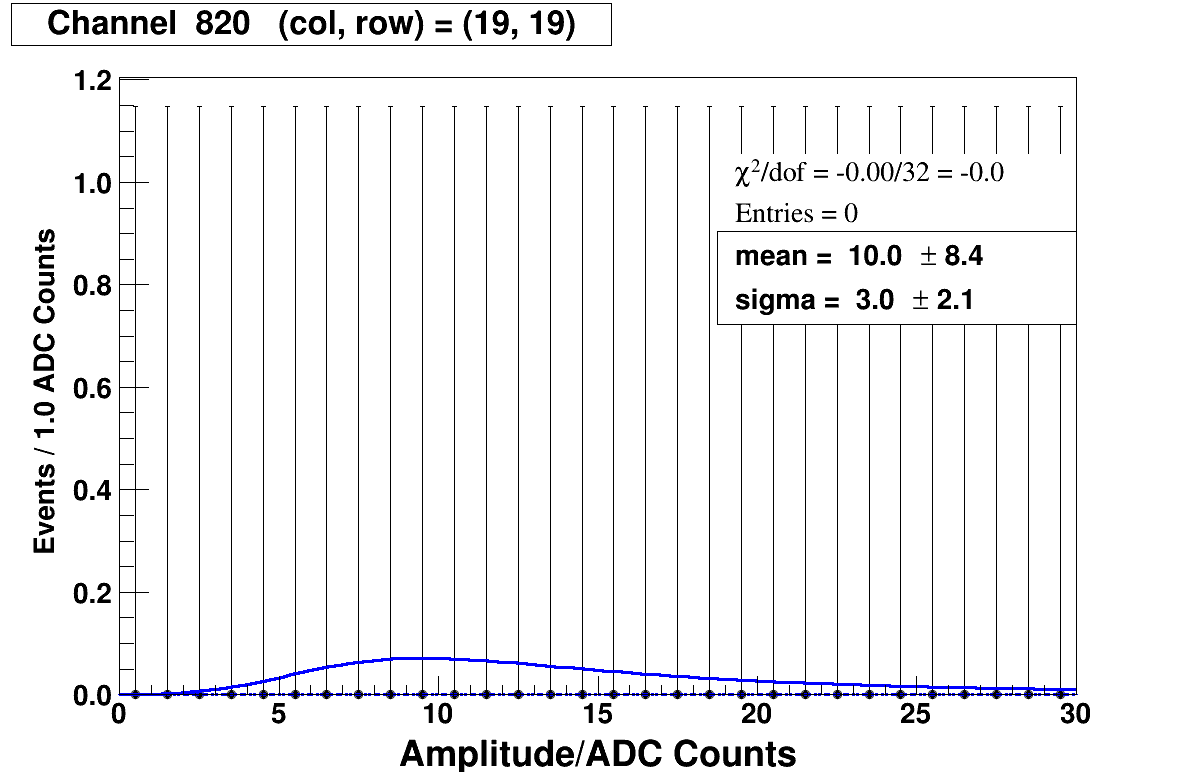 Channel 820 (col, row) = (19, 19)
1.2
1.0
0.8
0.6
0.4
0.2
0.0
Events / 1.0 ADC Counts
χ²/dof = -0.00/32 = -0.0
Entries = 0
mean = 10.0 ± 8.4
sigma = 3.0 ± 2.1
0 5 10 15 20 25 30
Amplitude/ADC Counts